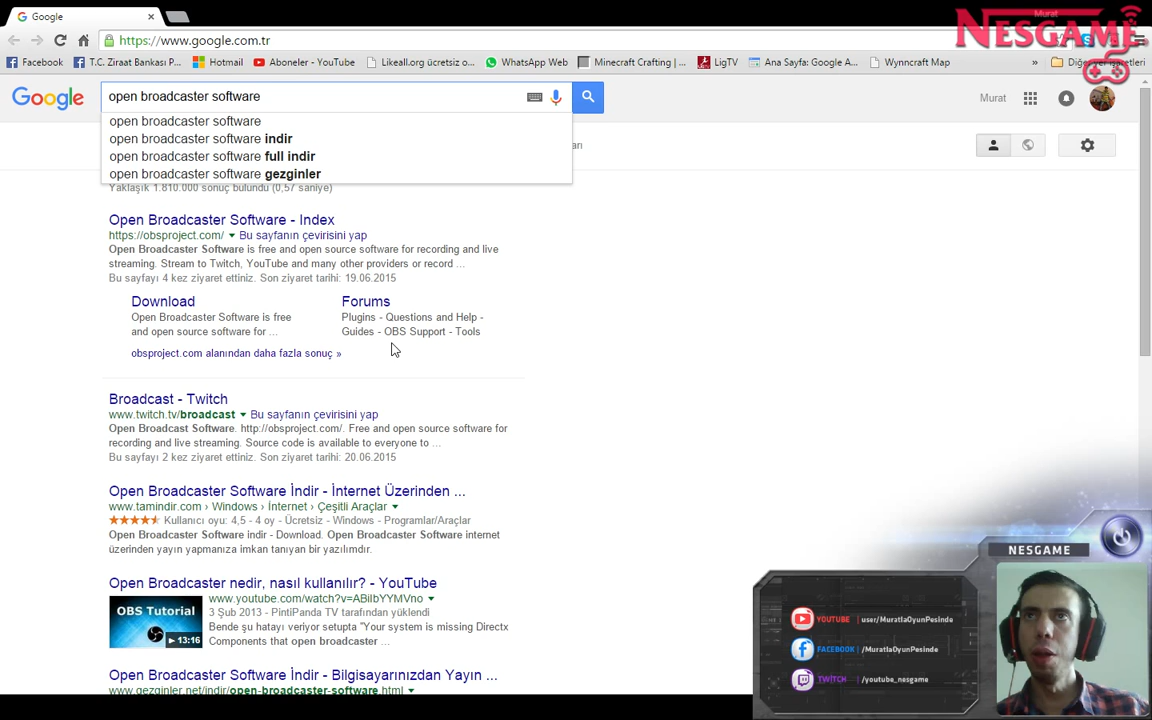 Google
Murat
NESGAME
https://www.google.com.tr
Facebook
T.C. Ziraat Bankası P...
Hotmail
Aboneler - YouTube
Likeall.org ücretsiz o...
WhatsApp Web
Minecraft Crafting | ...
LigTV
Ana Sayfa: Google A...
Wynncraft Map
»
Diğer yer işaretleri
Google
open broadcaster software
Murat
open broadcaster software
open broadcaster software indir
open broadcaster software full indir
open broadcaster software gezginler
Yaklaşık 1.810.000 sonuç bulundu (0,57 saniye)
Open Broadcaster Software - Index
https://obsproject.com/ ▾ Bu sayfanın çevirisini yap
Open Broadcaster Software is free and open source software for recording and live
streaming. Stream to Twitch, YouTube and many other providers or record ...
Bu sayfayı 4 kez ziyaret ettiniz. Son ziyaret tarihi: 19.06.2015
Download
Open Broadcaster Software is free
and open source software for ...
Forums
Plugins - Questions and Help -
Guides - OBS Support - Tools
obsproject.com alanından daha fazla sonuç »
Broadcast - Twitch
www.twitch.tv/broadcast ▾ Bu sayfanın çevirisini yap
Open Broadcast Software. http://obsproject.com/. Free and open source software for
recording and live streaming. Source code is available to everyone to ...
Bu sayfayı 2 kez ziyaret ettiniz. Son ziyaret tarihi: 20.06.2015
Open Broadcaster Software İndir - İnternet Üzerinden ...
www.tamindir.com › Windows › İnternet › Çeşitli Araçlar ▾
Kullanıcı oyu: 4,5 - 4 oy - Ücretsiz - Windows - Programlar/Araçlar
Open Broadcaster Software indir - Download. Open Broadcaster Software internet
üzerinden yayın yapmanıza imkan tanıyan bir yazılımdır.
Open Broadcaster nedir, nasıl kullanılır? - YouTube
OBS Tutorial
▶ 13:16
www.youtube.com/watch?v=ABiIbYYMVno ▾
3 Şub 2013 - PintiPanda TV tarafından yüklendi
Bende şu hatayı veriyor setupta "Your system is missing Directx
Components that open broadcaster ...
Open Broadcaster Software İndir - Bilgisayarınızdan Yayın ...
www.gezginler.net/indir/open-broadcaster-software.html ▾
NESGAME
YOUTUBE | user/MuratlaOyunPesinde
FACEBOOK | /MuratlaOyunPesinde
TWİTCH | /youtube_nesgame